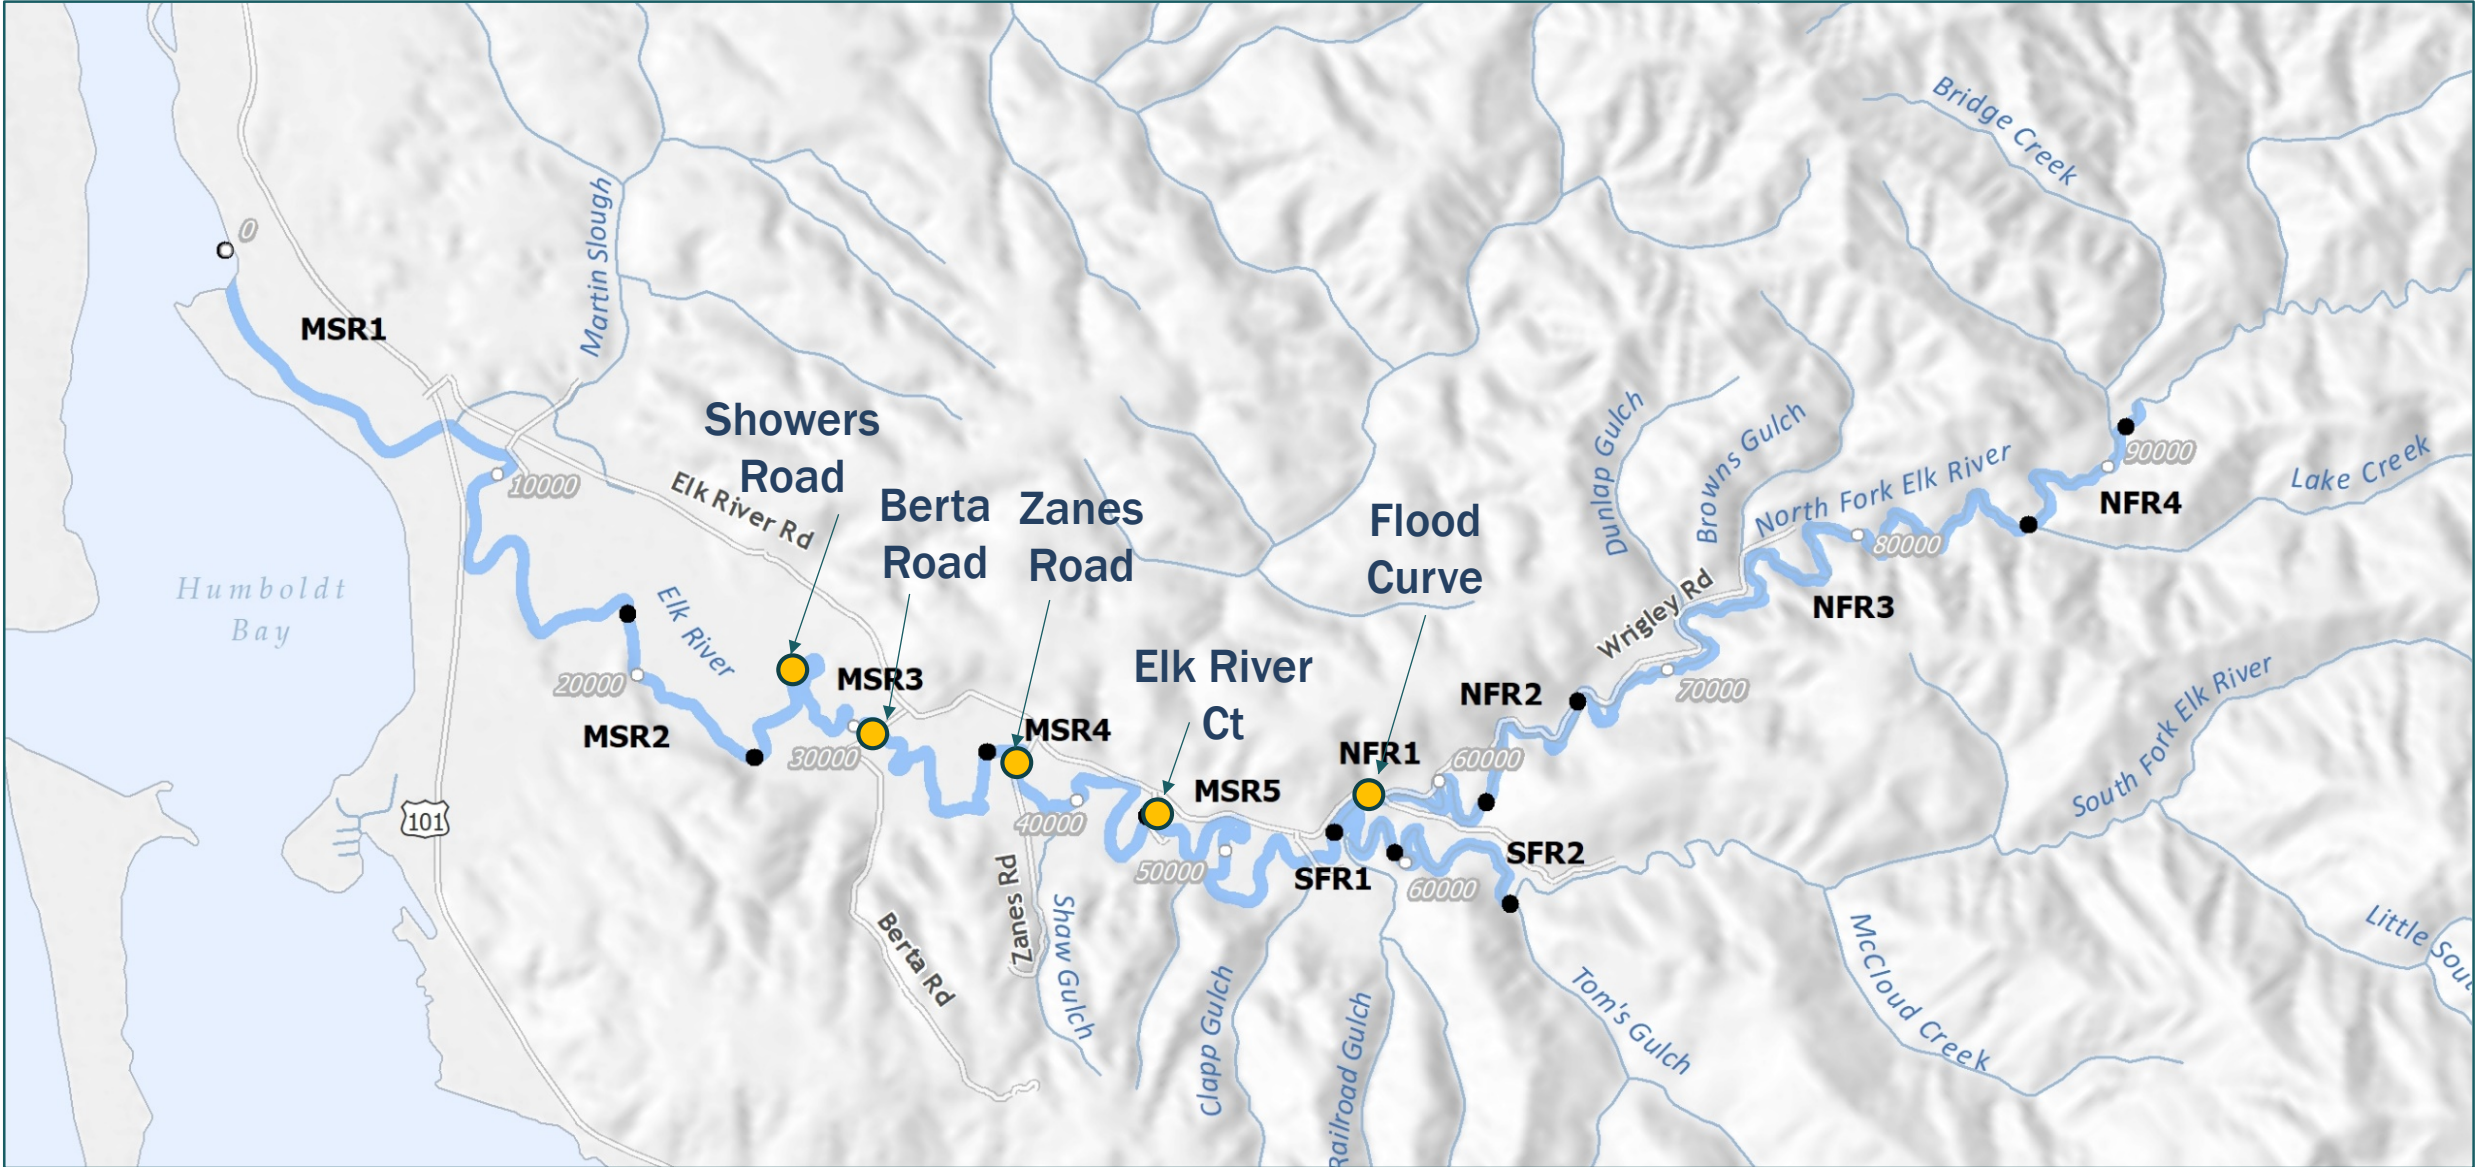 Bridge Creek
Martin Slough
0
MSR1
Showers
Road
Berta
Road
Zanes
Road
Flood
Curve
Elk River Rd
10000
Dunlap Gulch
Browns Gulch
North Fork Elk River
90000
Lake Creek
NFR4
80000
NFR3
Wrigley Rd
Humboldt
Bay
Elk River
20000
MSR2
MSR3
30000
MSR4
Elk River
Ct
MSR5
NFR1
NFR2
60000
70000
South Fork Elk River
101
40000
50000
SFR1
SFR2
60000
Berta Rd
Zanes Rd
Shaw Gulch
Clapp Gulch
Railroad Gulch
Tom's Gulch
McCloud Creek
Little Sou
Sou